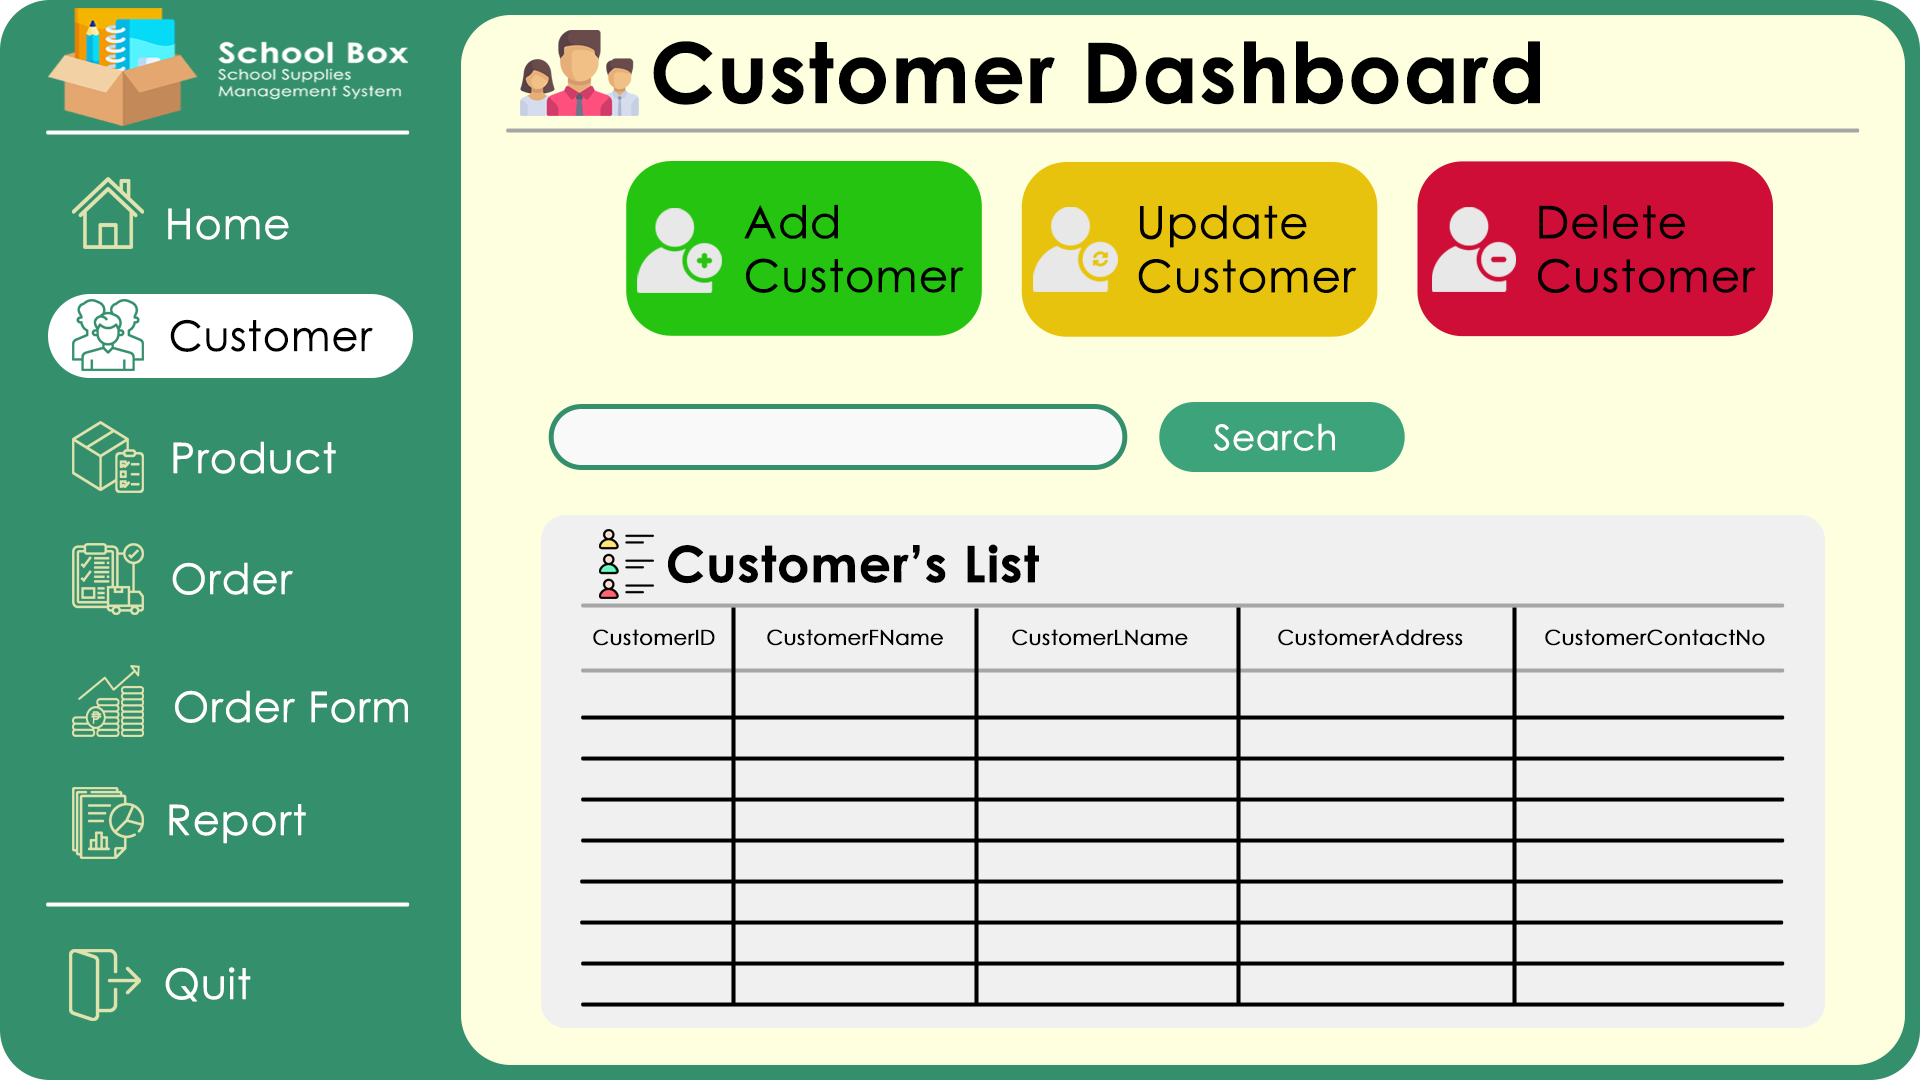 School Box
School Supplies
Management System
Home
Customer
Product
Order
Order Form
Report
Quit
Customer Dashboard
Add
Customer
Update
Customer
Delete
Customer
Search
Customer’s List
CustomerID CustomerFName CustomerLName CustomerAddress CustomerContactNo